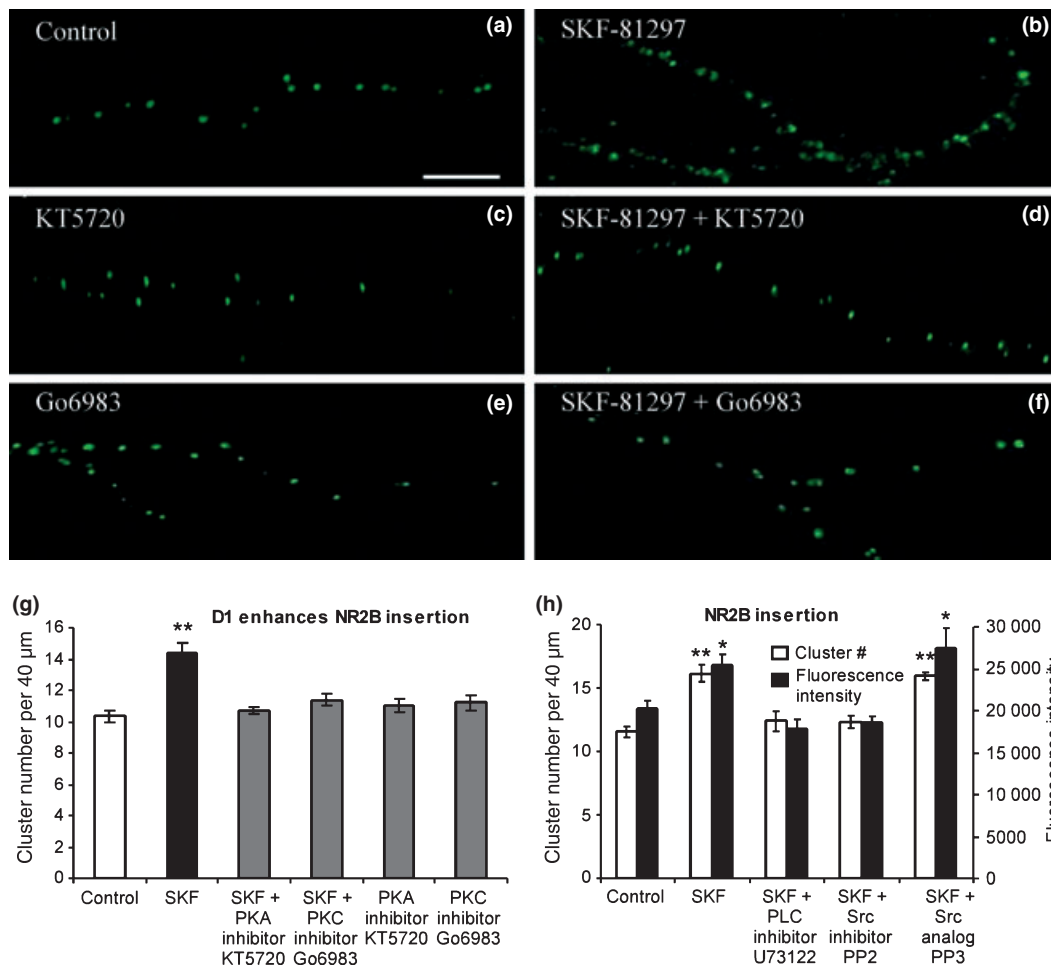 Control (a)
SKF-81297 (b)
KT5720 (c)
SKF-81297 + KT5720 (d)
Go6983 (e)
SKF-81297 + Go6983 (f)
(g)
D1 enhances NR2B insertion
Cluster number per 40 µm
16
14
12
10
8
6
4
2
0
**
Control
SKF
SKF +
PKA
inhibitor
KT5720
SKF +
PKC
inhibitor
Go6983
PKA
inhibitor
KT5720
PKC
inhibitor
Go6983
(h)
NR2B insertion
Cluster number per 40 µm
20
15
10
5
0
** *
** *
Cluster #
Fluorescence
intensity
30 000
25 000
20 000
15 000
10 000
5000
0
Control
SKF
SKF +
PLC
inhibitor
U73122
SKF +
Src
inhibitor
PP2
SKF +
Src
analog
PP3